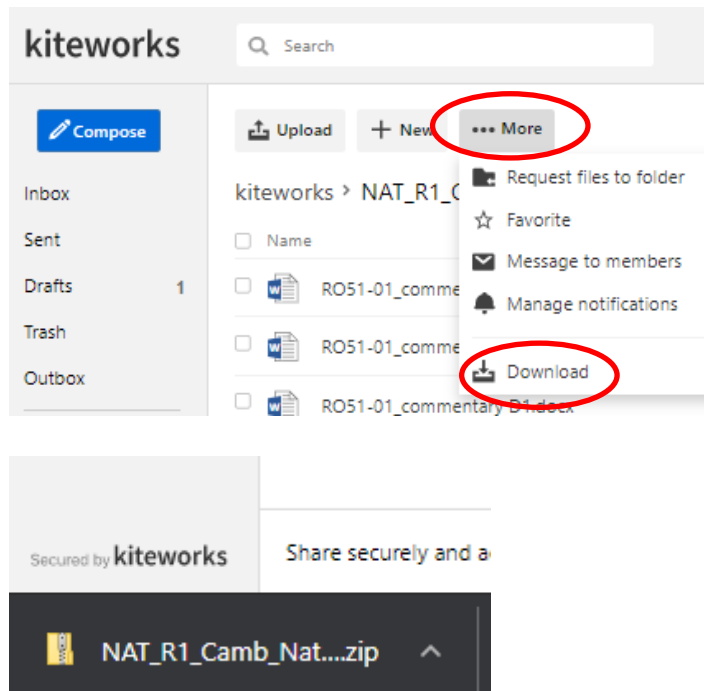 kiteworks
Search
Compose
Upload
New
More
Inbox
Sent
Drafts 1
Trash
Outbox
kiteworks > NAT_R1_C
Name
RO51-01_comme
RO51-01_comme
RO51-01_commentary D1.docx
Request files to folder
Favorite
Message to members
Manage notifications
Download
Secured by kiteworks
Share securely and a
NAT_R1_Camb_Nat....zip